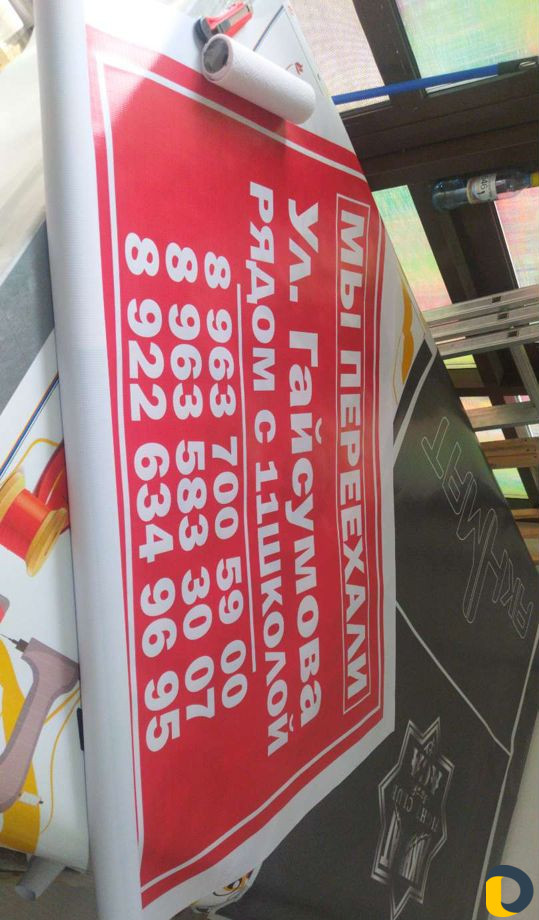 МЫ ПЕРЕЕХАЛИ
Ул. Гайсумова
РЯДОМ С 11ШКОЛОЙ
8 963 700 59 00
8 963 583 30 07
8 922 634 96 95